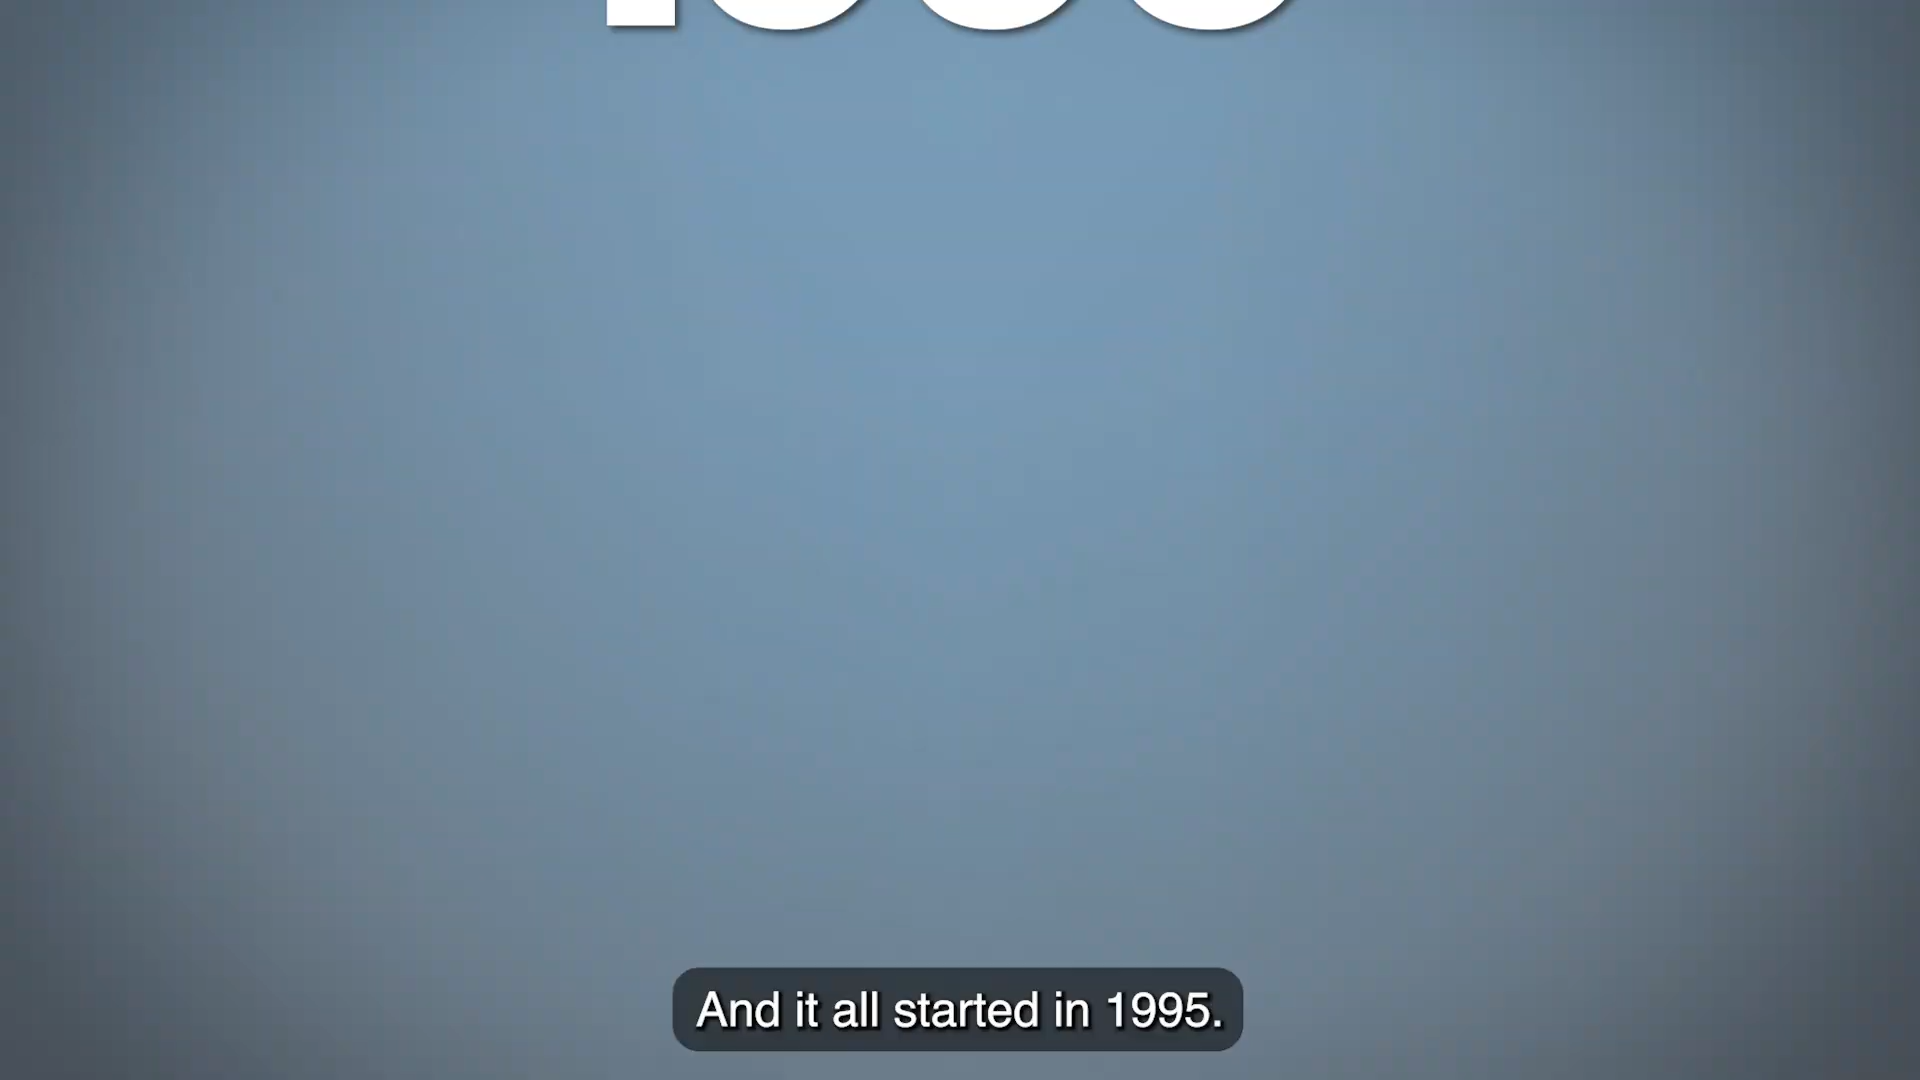 And it all started in 1995.